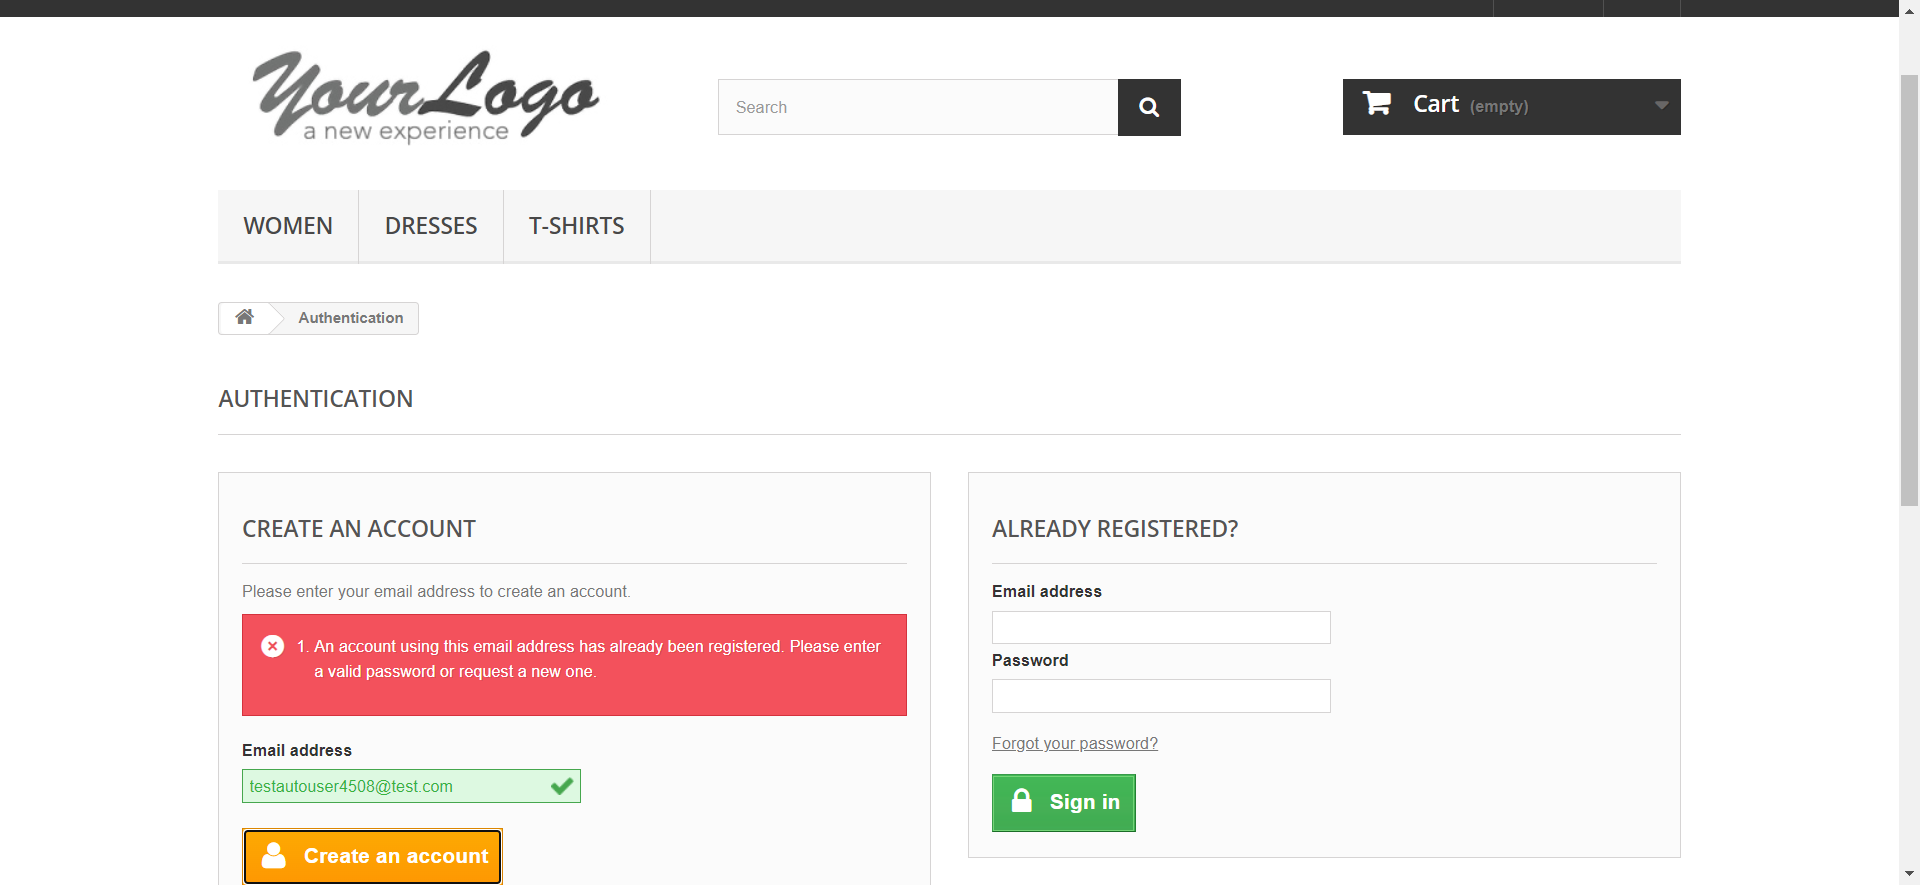 YourLogo
a new experience
Search
Cart (empty)
WOMEN
DRESSES
T-SHIRTS
Authentication
AUTHENTICATION
CREATE AN ACCOUNT
Please enter your email address to create an account.
1. An account using this email address has already been registered. Please enter
a valid password or request a new one.
Email address
testautouser4508@test.com
Create an account
ALREADY REGISTERED?
Email address
Password
Forgot your password?
Sign in